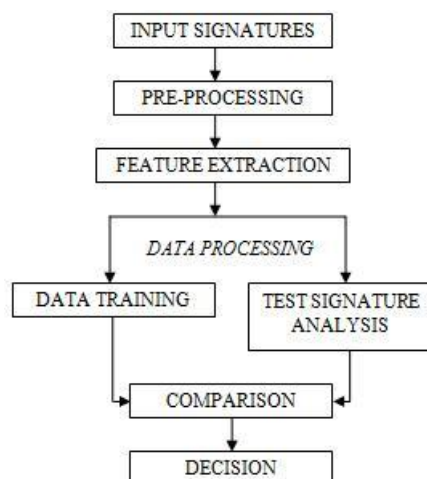 INPUT SIGNATURES
PRE-PROCESSING
FEATURE EXTRACTION
DATA PROCESSING
DATA TRAINING
TEST SIGNATURE
ANALYSIS
COMPARISON
DECISION